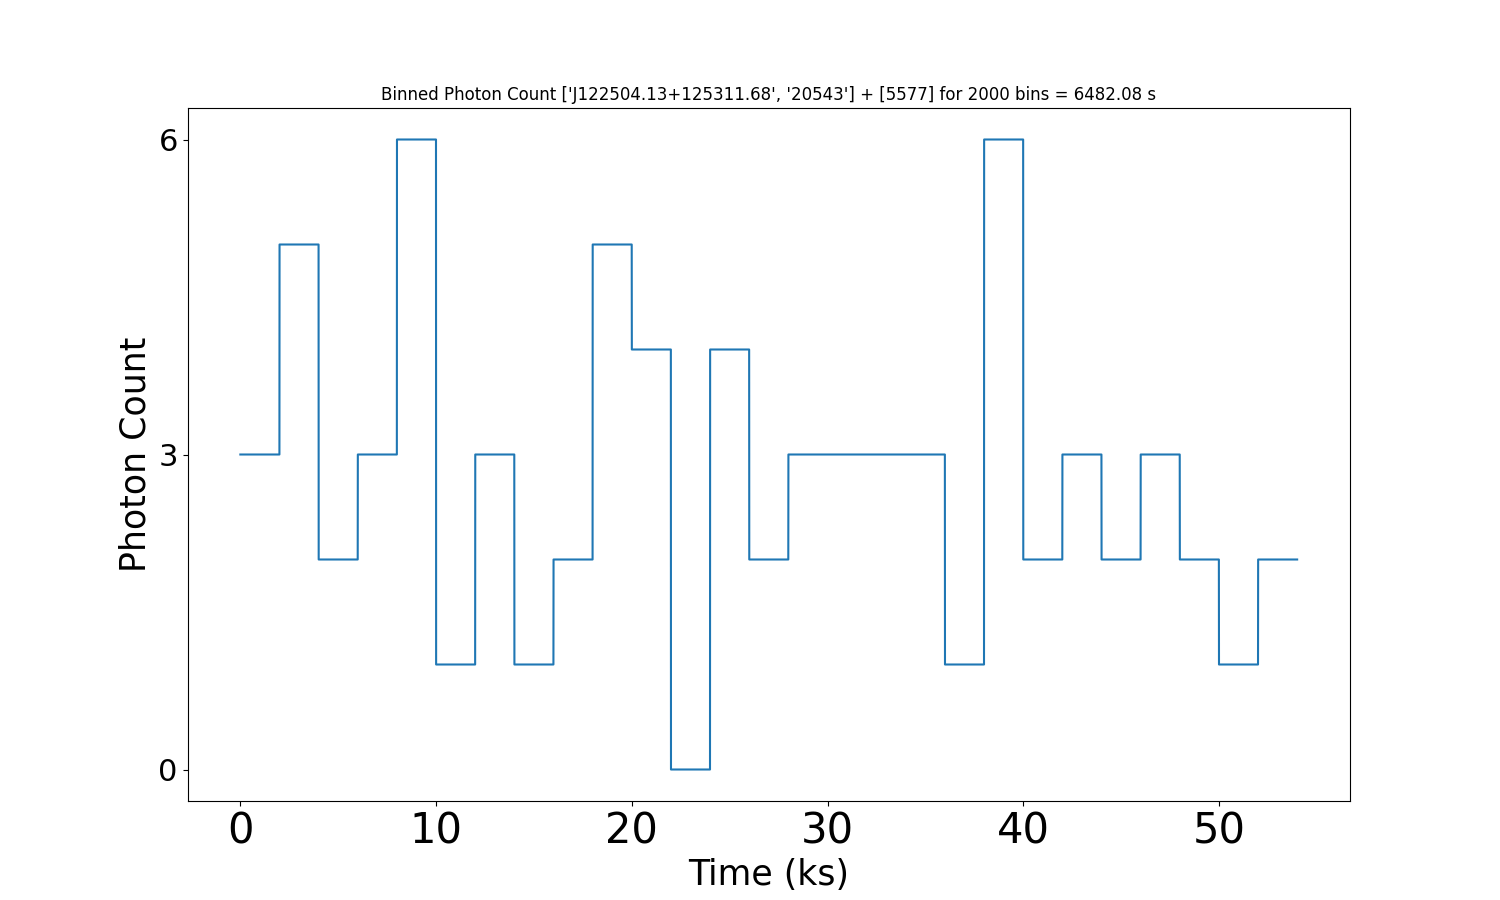 Binned Photon Count ['J122504.13+125311.68', '20543'] + [5577] for 2000 bins = 6482.08 s
6
3
0
Photon Count
0 10 20 30 40 50
Time (ks)